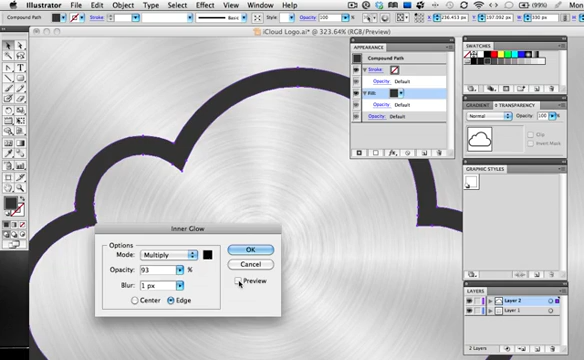 Illustrator File Edit Object Type Select Effect View Window Help (99%) Mon
Compound Path Stroke: Basic Style: Opacity: 100 %
iCloud Logo.ai* @ 323.64% (RGB/Preview)
APPEARANCE
Compound Path
Stroke:
Opacity: Default
Fill:
Opacity: Default
Opacity: Default
SWATCHES
GRADIENT TRANSPARENCY
Normal Opacity: 100 %
Clip
Invert Mask
GRAPHIC STYLES
LAYERS
Layer 2
Layer 1
2 Layers
Inner Glow
Options
Mode: Multiply
Opacity: 93 %
Blur: 1 px
Center Edge
OK
Cancel
Preview